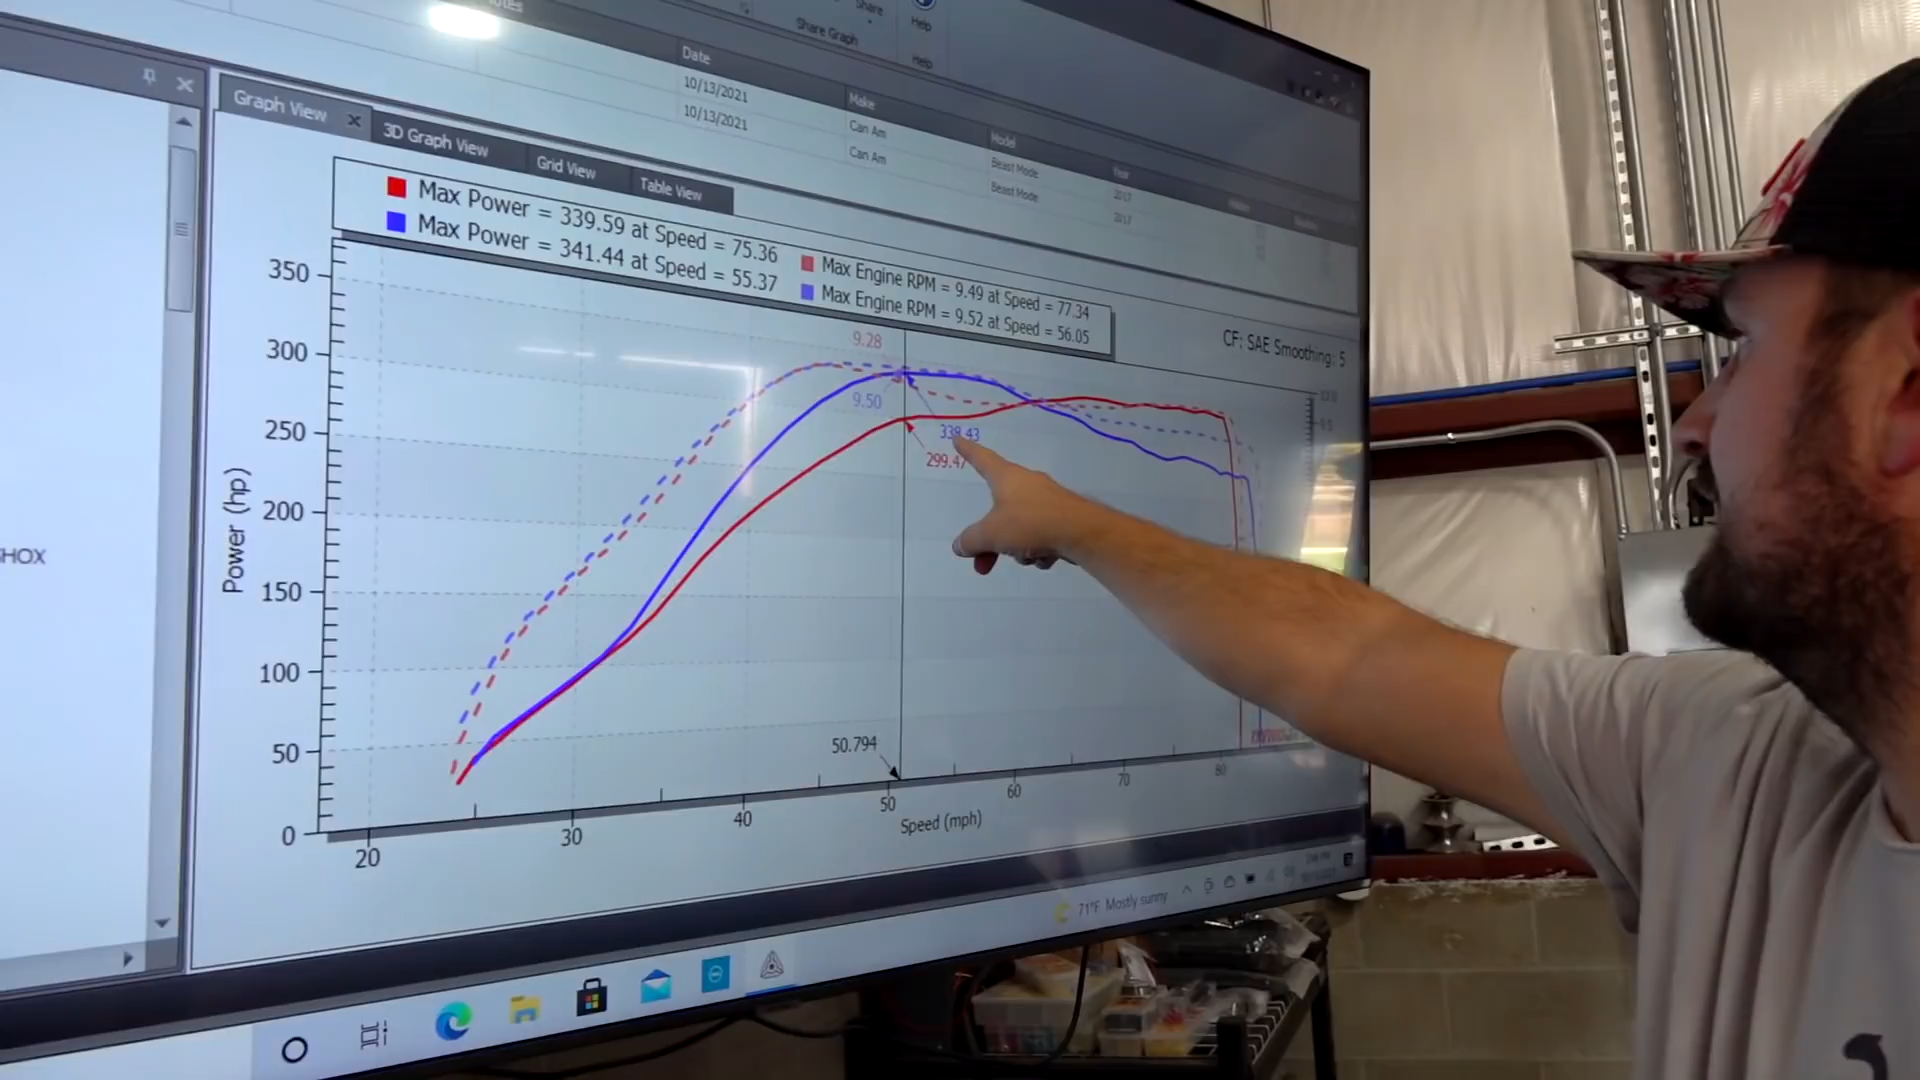 Share
Help
Share Graph
Help
Date
Make
Model
Year
10/13/2021
Can Am
Beast Mode
2017
10/13/2021
Can Am
Beast Mode
2017
Graph View
3D Graph View
Grid View
Table View
Max Power = 339.59 at Speed = 75.36
Max Power = 341.44 at Speed = 55.37
Max Engine RPM = 9.49 at Speed = 77.34
Max Engine RPM = 9.52 at Speed = 56.05
CF: SAE Smoothing: 5
350
300
250
200
150
100
50
0
Power (hp)
9.28
9.50
338.43
299.47
9.5
50.794
20
30
40
50
60
70
80
Speed (mph)
HOX
71°F Mostly sunny